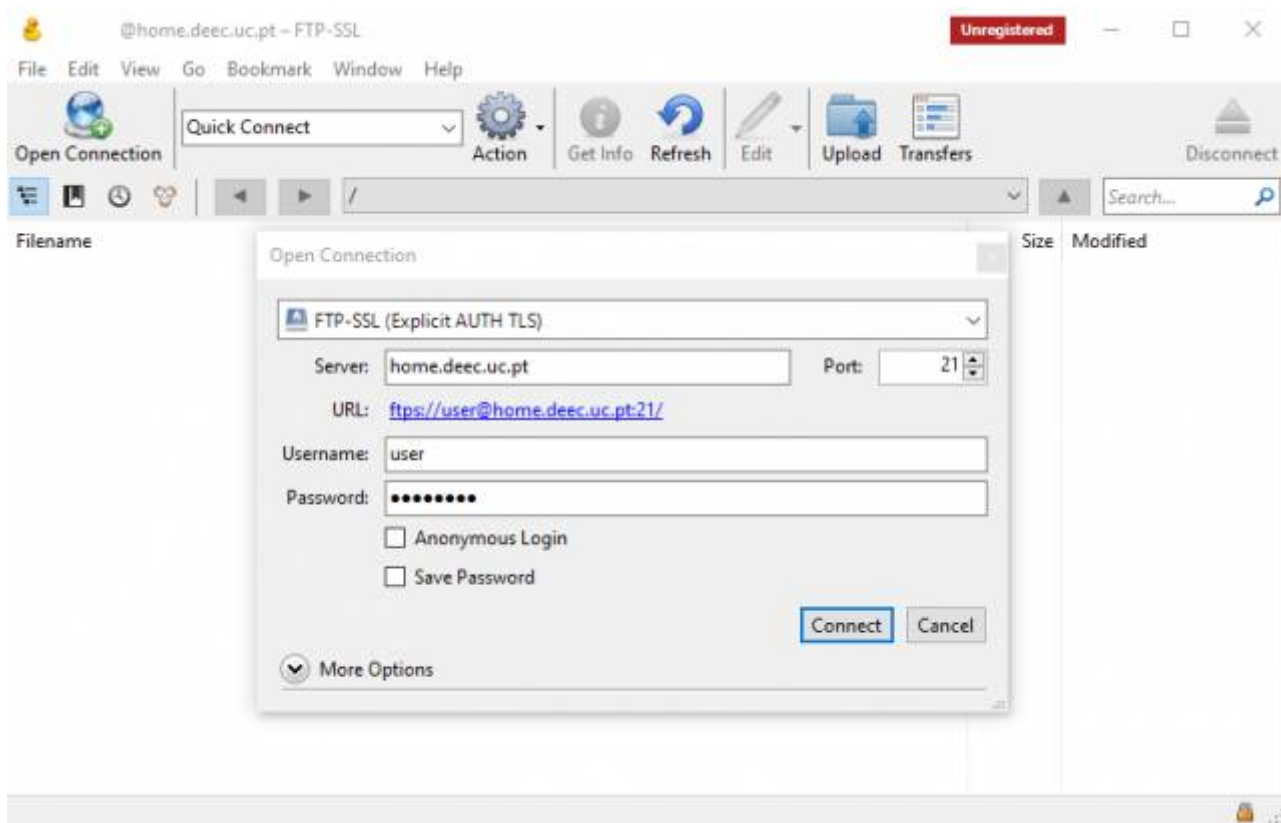 @home.deec.uc.pt – FTP-SSL Unregistered
File Edit View Go Bookmark Window Help
Quick Connect
Open Connection Action Get Info Refresh Edit Upload Transfers Disconnect
/ Search...
Filename Size Modified
Open Connection
FTP-SSL (Explicit AUTH TLS)
Server: home.deec.uc.pt Port: 21
URL: ftps://user@home.deec.uc.pt:21/
Username: user
Password: ●●●●●●●●●
Anonymous Login
Save Password
Connect Cancel
More Options